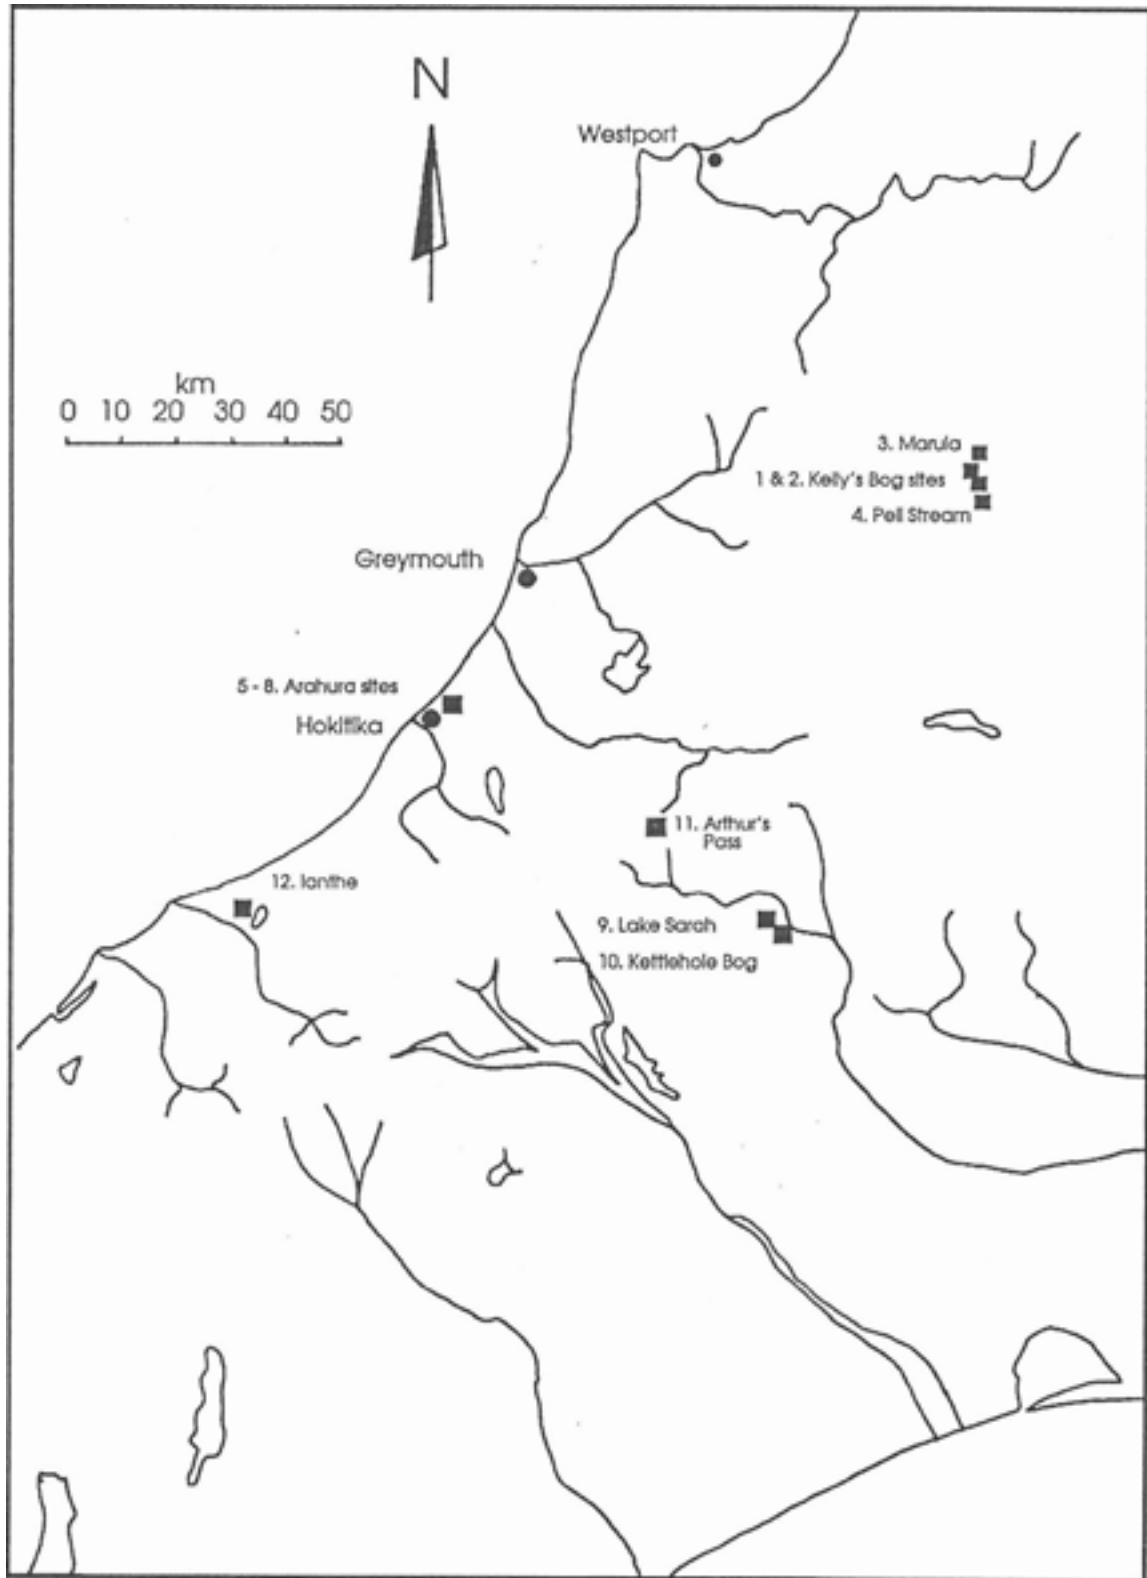 N
Westport
km
0 10 20 30 40 50
3. Marula
1 & 2. Kelly's Bog sites
4. Pell Stream
Greymouth
5 - 8. Arahura sites
Hokitika
11. Arthur's
Pass
12. Ianthe
9. Lake Sarah
10. Kettlehole Bog